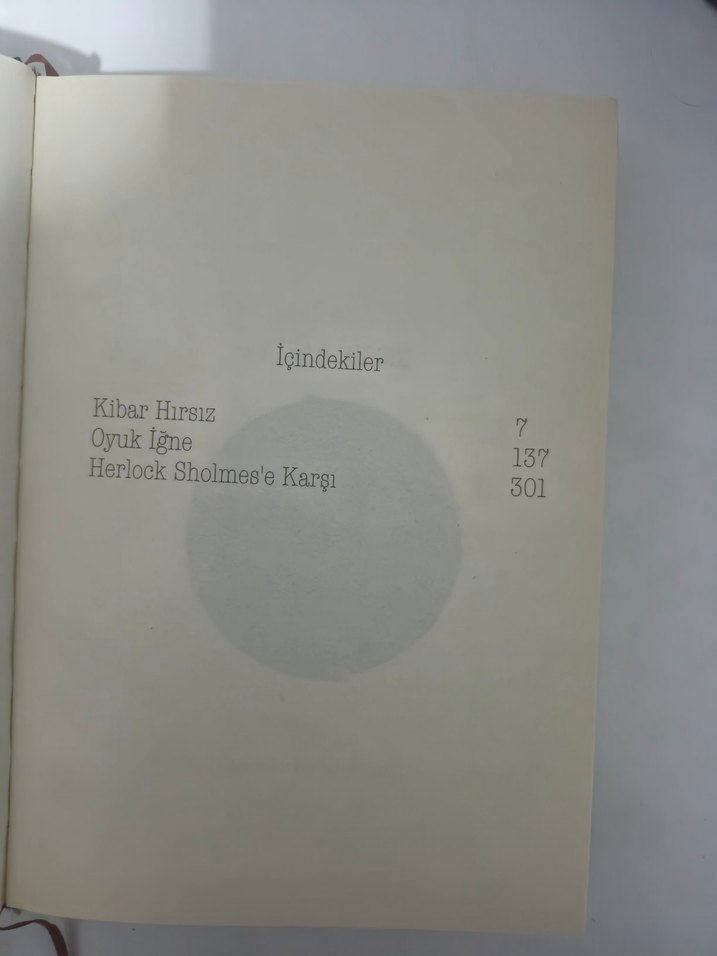 İçindekiler
Kibar Hırsız 7
Oyuk İğne 137
Herlock Sholmes'e Karşı 301